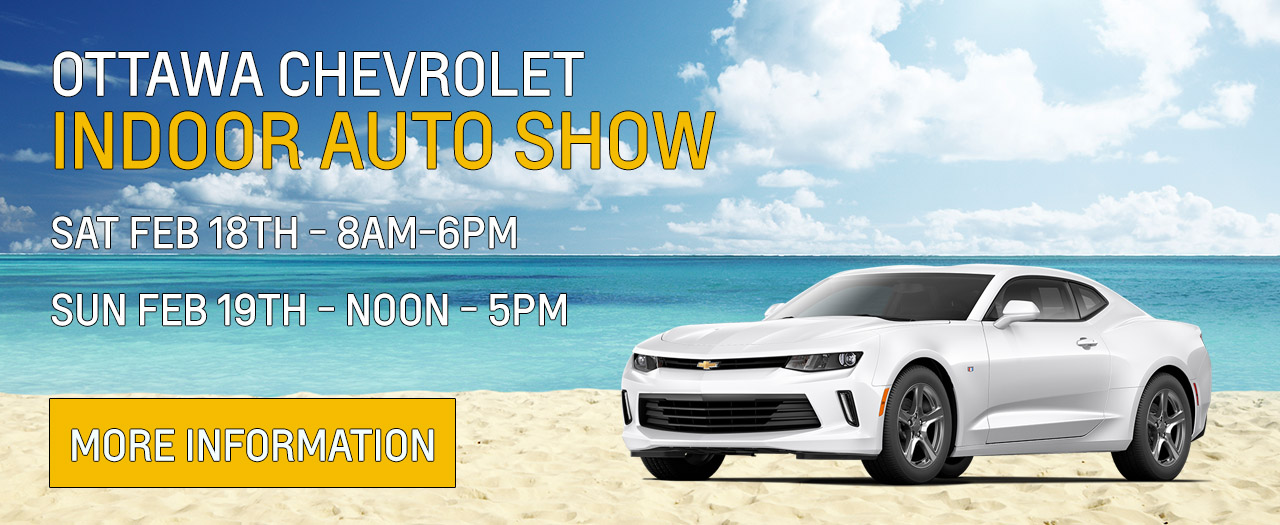 OTTAWA CHEVROLET
INDOOR AUTO SHOW
SAT FEB 18TH - 8AM-6PM
SUN FEB 19TH - NOON - 5PM
MORE INFORMATION